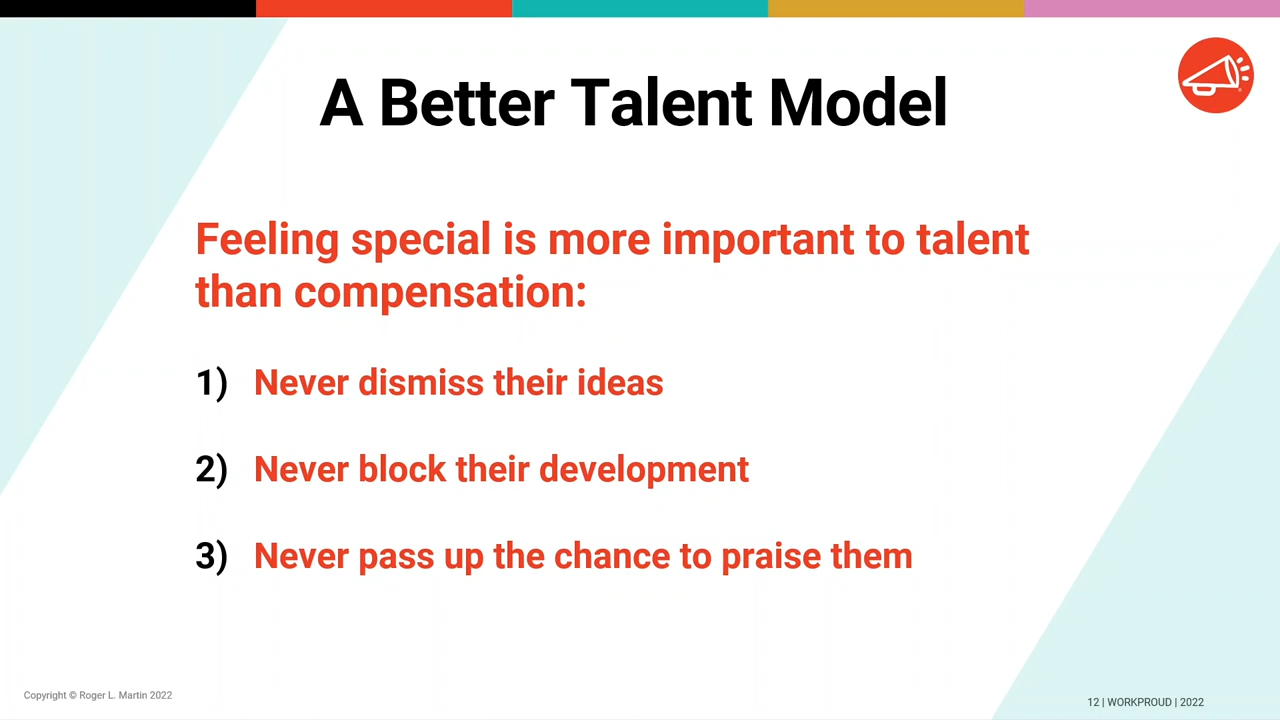 A Better Talent Model
Feeling special is more important to talent
than compensation:
1) Never dismiss their ideas
2) Never block their development
3) Never pass up the chance to praise them
Copyright © Roger L. Martin 2022
12 | WORKPROUD | 2022